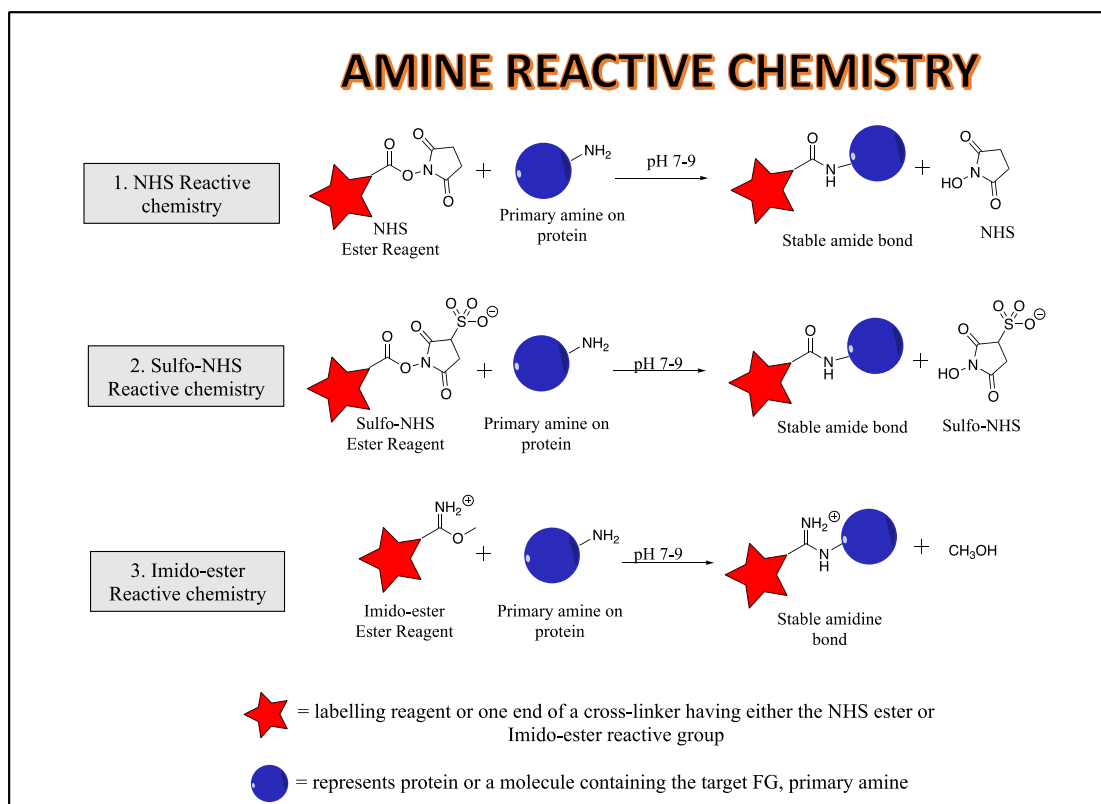 AMINE REACTIVE CHEMISTRY
1. NHS Reactive
chemistry
O
O
N
O
O
NHS
Ester Reagent
+
NH2
Primary amine on
protein
pH 7-9
O
N
H
Stable amide bond
+
O
N
HO
O
NHS
2. Sulfo-NHS
Reactive chemistry
O
O
S
O⊖
O
O
O
N
O
Sulfo-NHS
Ester Reagent
+
NH2
Primary amine on
protein
pH 7-9
O
N
H
Stable amide bond
+
O
O
S
O⊖
O
HO
N
O
Sulfo-NHS
3. Imido-ester
Reactive chemistry
NH2⊕
O
Imido-ester
Ester Reagent
+
NH2
Primary amine on
protein
pH 7-9
NH2⊕
N
H
Stable amidine
bond
+
CH3OH
= labelling reagent or one end of a cross-linker having either the NHS ester or
Imido-ester reactive group
= represents protein or a molecule containing the target FG, primary amine